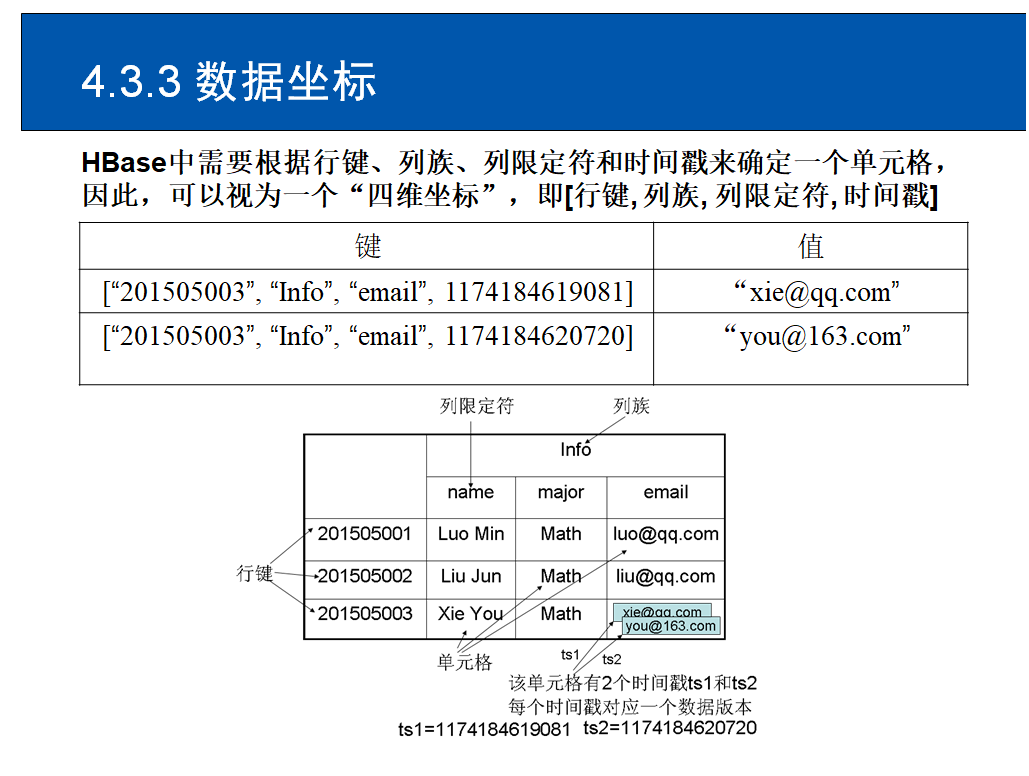 4.3.3 数据坐标
HBase中需要根据行键、列族、列限定符和时间戳来确定一个单元格，
因此，可以视为一个“四维坐标”，即[行键, 列族, 列限定符, 时间戳]
键 值
[“201505003”, “Info”, “email”, 1174184619081] “xie@qq.com”
[“201505003”, “Info”, “email”, 1174184620720] “you@163.com”
列限定符 列族
Info
name major email
201505001 Luo Min Math luo@qq.com
行键
201505002 Liu Jun Math liu@qq.com
201505003 Xie You Math xie@qq.com
you@163.com
单元格 ts1 ts2
该单元格有2个时间戳ts1和ts2
每个时间戳对应一个数据版本
ts1=1174184619081 ts2=1174184620720